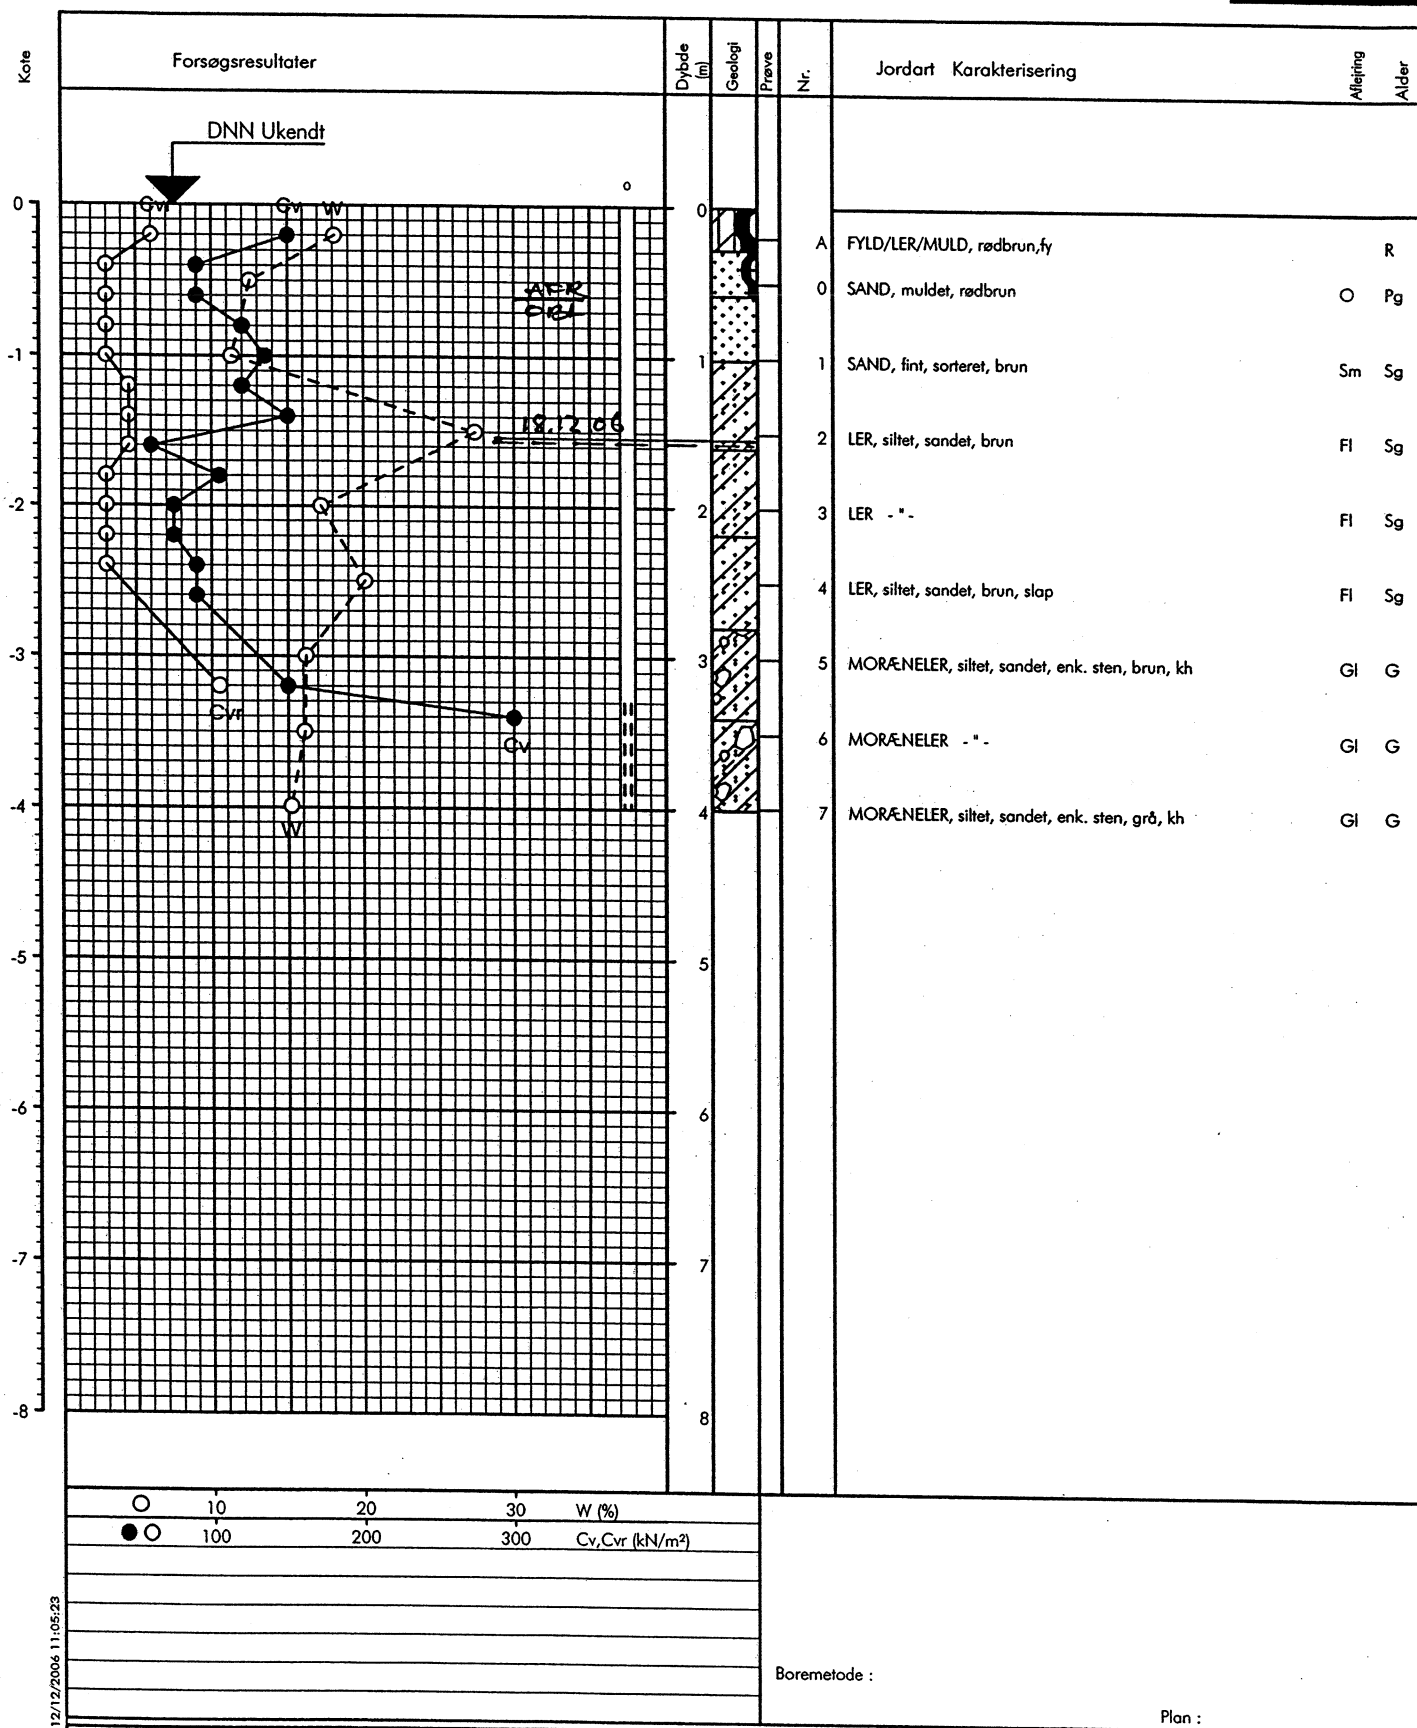 Kote
Forsøgsresultater
Dybde (m)
Geologi
Prøve
Nr.
Jordart Karakterisering
Aflejring
Alder
DNN Ukendt
Cvr Cv W
0
-1
-2
-3
-4
-5
-6
-7
-8
18.12 06
Cvr
Cv
W
0
1
2
3
4
5
6
7
8
A FYLD/LER/MULD, rødbrun,fy R
0 SAND, muldet, rødbrun O Pg
1 SAND, fint, sorteret, brun Sm Sg
2 LER, siltet, sandet, brun Fl Sg
3 LER - " - Fl Sg
4 LER, siltet, sandet, brun, slap Fl Sg
5 MORÆNELER, siltet, sandet, enk. sten, brun, kh Gl G
6 MORÆNELER - " - Gl G
7 MORÆNELER, siltet, sandet, enk. sten, grå, kh Gl G
10 20 30 W (%)
100 200 300 Cv,Cvr (kN/m²)
12/12/2006 11:05:23
Boremetode :
Plan :